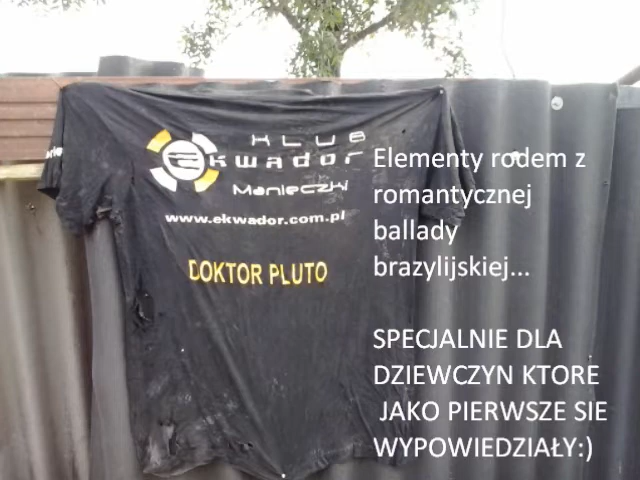 KLUB
ekwador
Manieczki
www.ekwador.com.pl
DOKTOR PLUTO
Elementy rodem z
romantycznej
ballady
brazylijskiej...
SPECJALNIE DLA
DZIEWCZYN KTORE
JAKO PIERWSZE SIE
WYPOWIEDZIAŁY:)